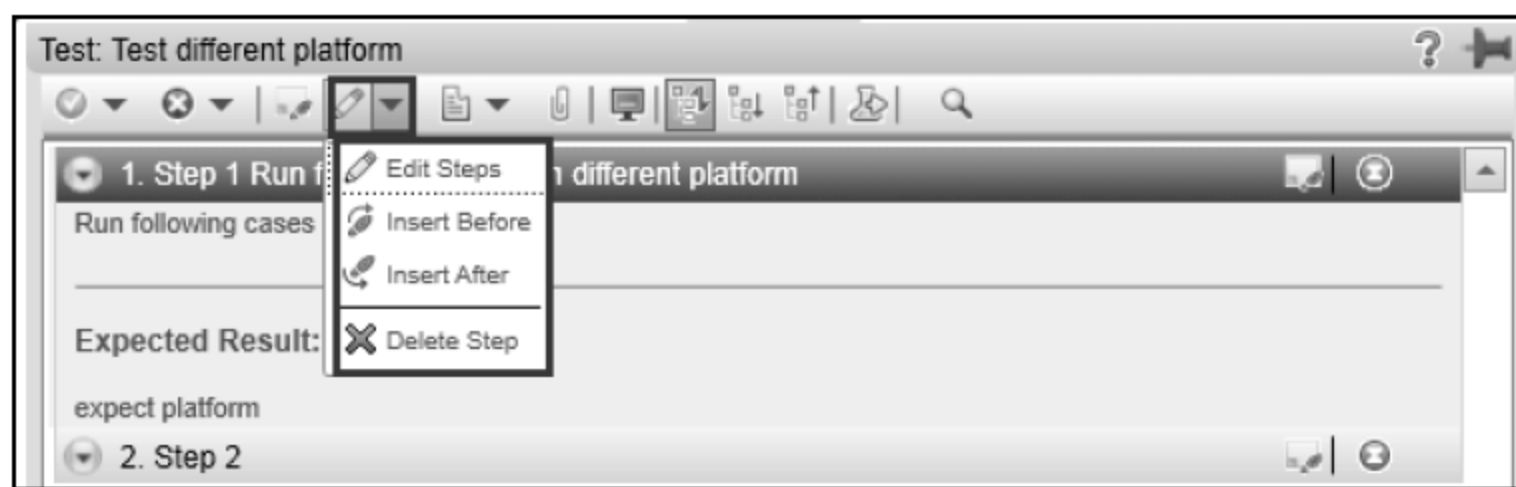 Test: Test different platform
1. Step 1 Run f
different platform
Edit Steps
Run following cases
Insert Before
Insert After
Expected Result:
Delete Step
expect platform
2. Step 2